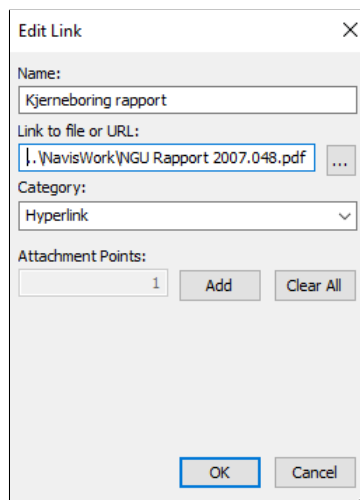 Edit Link
Name:
Kjerneboring rapport
Link to file or URL:
..\NavisWork\NGU Rapport 2007.048.pdf
...
Category:
Hyperlink
Attachment Points:
1
Add
Clear All
OK
Cancel